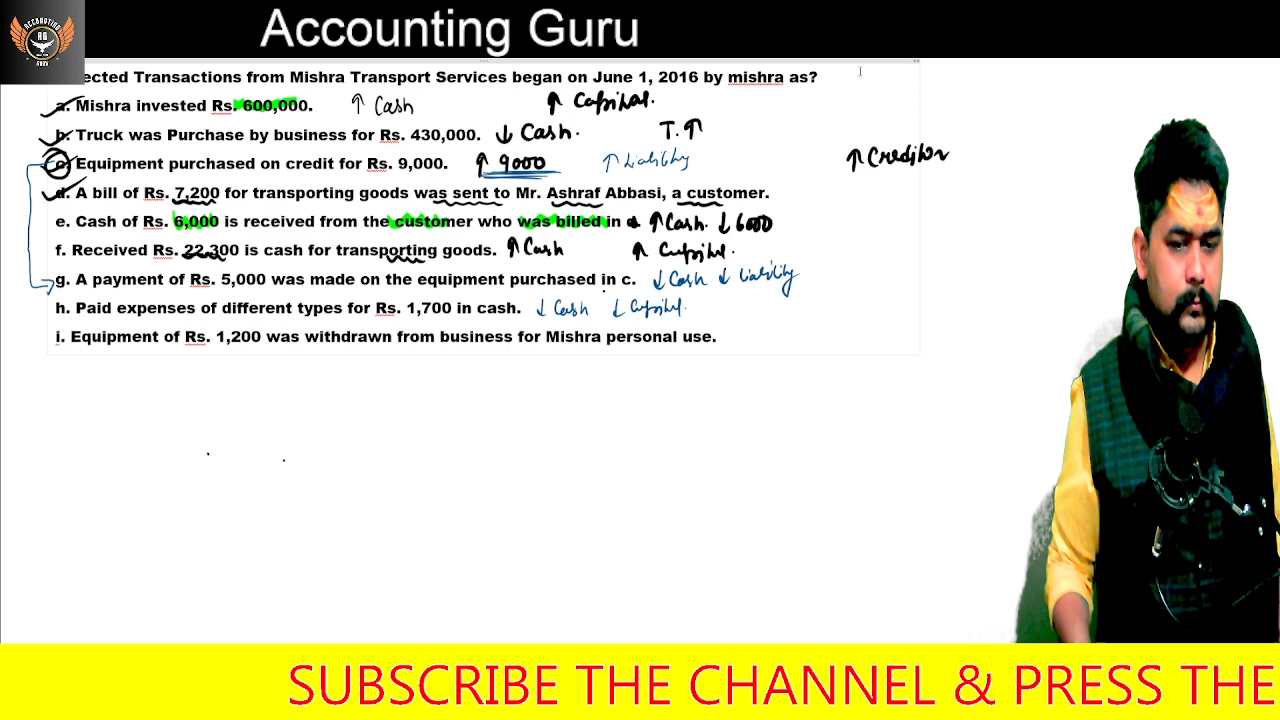 Accounting Guru
ACCOUNTING
AG
GURU
ected Transactions from Mishra Transport Services began on June 1, 2016 by mishra as?
a. Mishra invested Rs. 600,000. ↑ Cash ↑ Capital.
b. Truck was Purchase by business for Rs. 430,000. ↓ Cash. T. ↑
c. Equipment purchased on credit for Rs. 9,000. ↑ 9000 ↑ Liability ↑ Creditor
d. A bill of Rs. 7,200 for transporting goods was sent to Mr. Ashraf Abbasi, a customer.
e. Cash of Rs. 6,000 is received from the customer who was billed in ↑ Cash. ↓ 6000
f. Received Rs. 22,300 is cash for transporting goods. ↑ Cash ↑ Capital.
g. A payment of Rs. 5,000 was made on the equipment purchased in c. ↓ Cash ↓ Liability
h. Paid expenses of different types for Rs. 1,700 in cash. ↓ Cash ↓ Capital.
i. Equipment of Rs. 1,200 was withdrawn from business for Mishra personal use.
SUBSCRIBE THE CHANNEL & PRESS THE